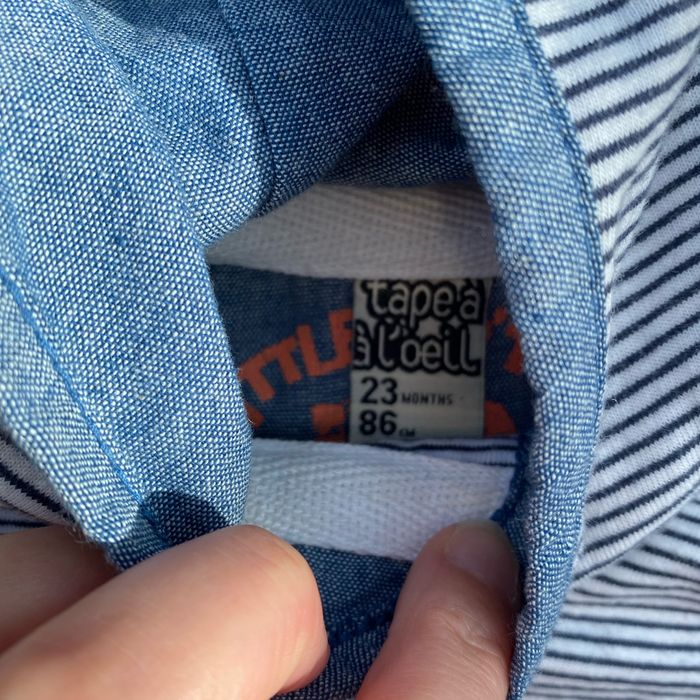 tape à
à l'oeil
23 MONTHS
86 CM